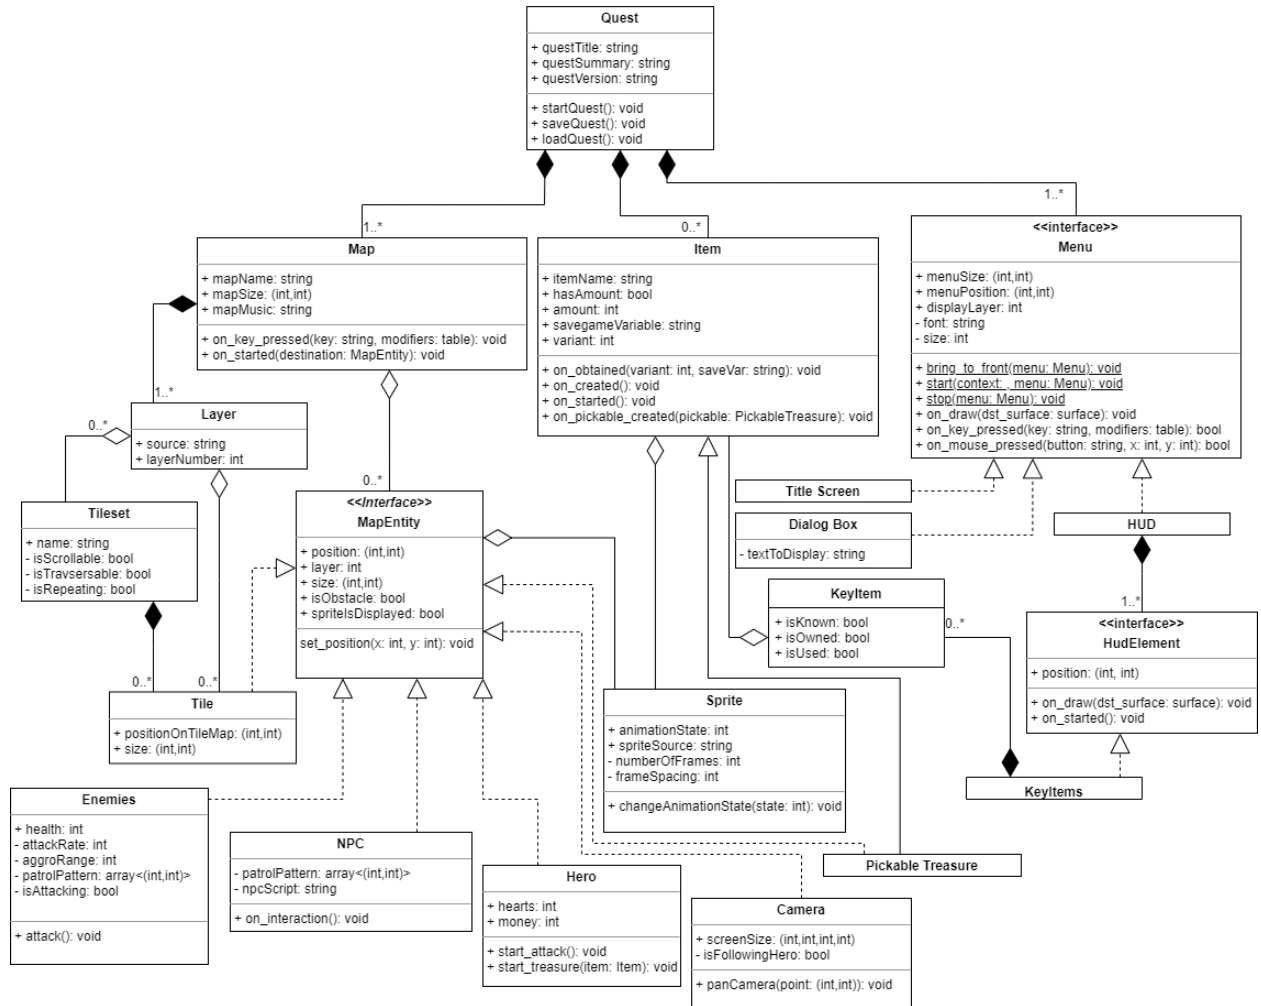 Quest
+ questTitle: string
+ questSummary: string
+ questVersion: string
+ startQuest(): void
+ saveQuest(): void
+ loadQuest(): void
1..*
0..*
1..*
Map
+ mapName: string
+ mapSize: (int,int)
+ mapMusic: string
+ on_key_pressed(key: string, modifiers: table): void
+ on_started(destination: MapEntity): void
Item
+ itemName: string
+ hasAmount: bool
+ amount: int
+ savegameVariable: string
+ variant: int
+ on_obtained(variant: int, saveVar: string): void
+ on_created(): void
+ on_started(): void
+ on_pickable_created(pickable: PickableTreasure): void
<<interface>>
Menu
+ menuSize: (int,int)
+ menuPosition: (int,int)
+ displayLayer: int
- font: string
- size: int
+ bring_to_front(menu: Menu): void
+ start(context: , menu: Menu): void
+ stop(menu: Menu): void
+ on_draw(dst_surface: surface): void
+ on_key_pressed(key: string, modifiers: table): bool
+ on_mouse_pressed(button: string, x: int, y: int): bool
1..*
Layer
+ source: string
+ layerNumber: int
0..*
Tileset
+ name: string
- isScrollable: bool
- isTravsersable: bool
- isRepeating: bool
0..*
<<Interface>>
MapEntity
+ position: (int,int)
+ layer: int
+ size: (int,int)
+ isObstacle: bool
+ spriteIsDisplayed: bool
set_position(x: int, y: int): void
Title Screen
Dialog Box
- textToDisplay: string
HUD
KeyItem
+ isKnown: bool
+ isOwned: bool
+ isUsed: bool
0..*
1..*
<<interface>>
HudElement
+ position: (int, int)
+ on_draw(dst_surface: surface): void
+ on_started(): void
KeyItems
0..*
0..*
Tile
+ positionOnTileMap: (int,int)
+ size: (int,int)
Sprite
+ animationState: int
+ spriteSource: string
- numberOfFrames: int
- frameSpacing: int
+ changeAnimationState(state: int): void
Enemies
+ health: int
- attackRate: int
- aggroRange: int
- patrolPattern: array<(int,int)>
- isAttacking: bool
+ attack(): void
NPC
- patrolPattern: array<(int,int)>
- npcScript: string
+ on_interaction(): void
Hero
+ hearts: int
+ money: int
+ start_attack(): void
+ start_treasure(item: Item): void
Pickable Treasure
Camera
+ screenSize: (int,int,int,int)
- isFollowingHero: bool
+ panCamera(point: (int,int)): void